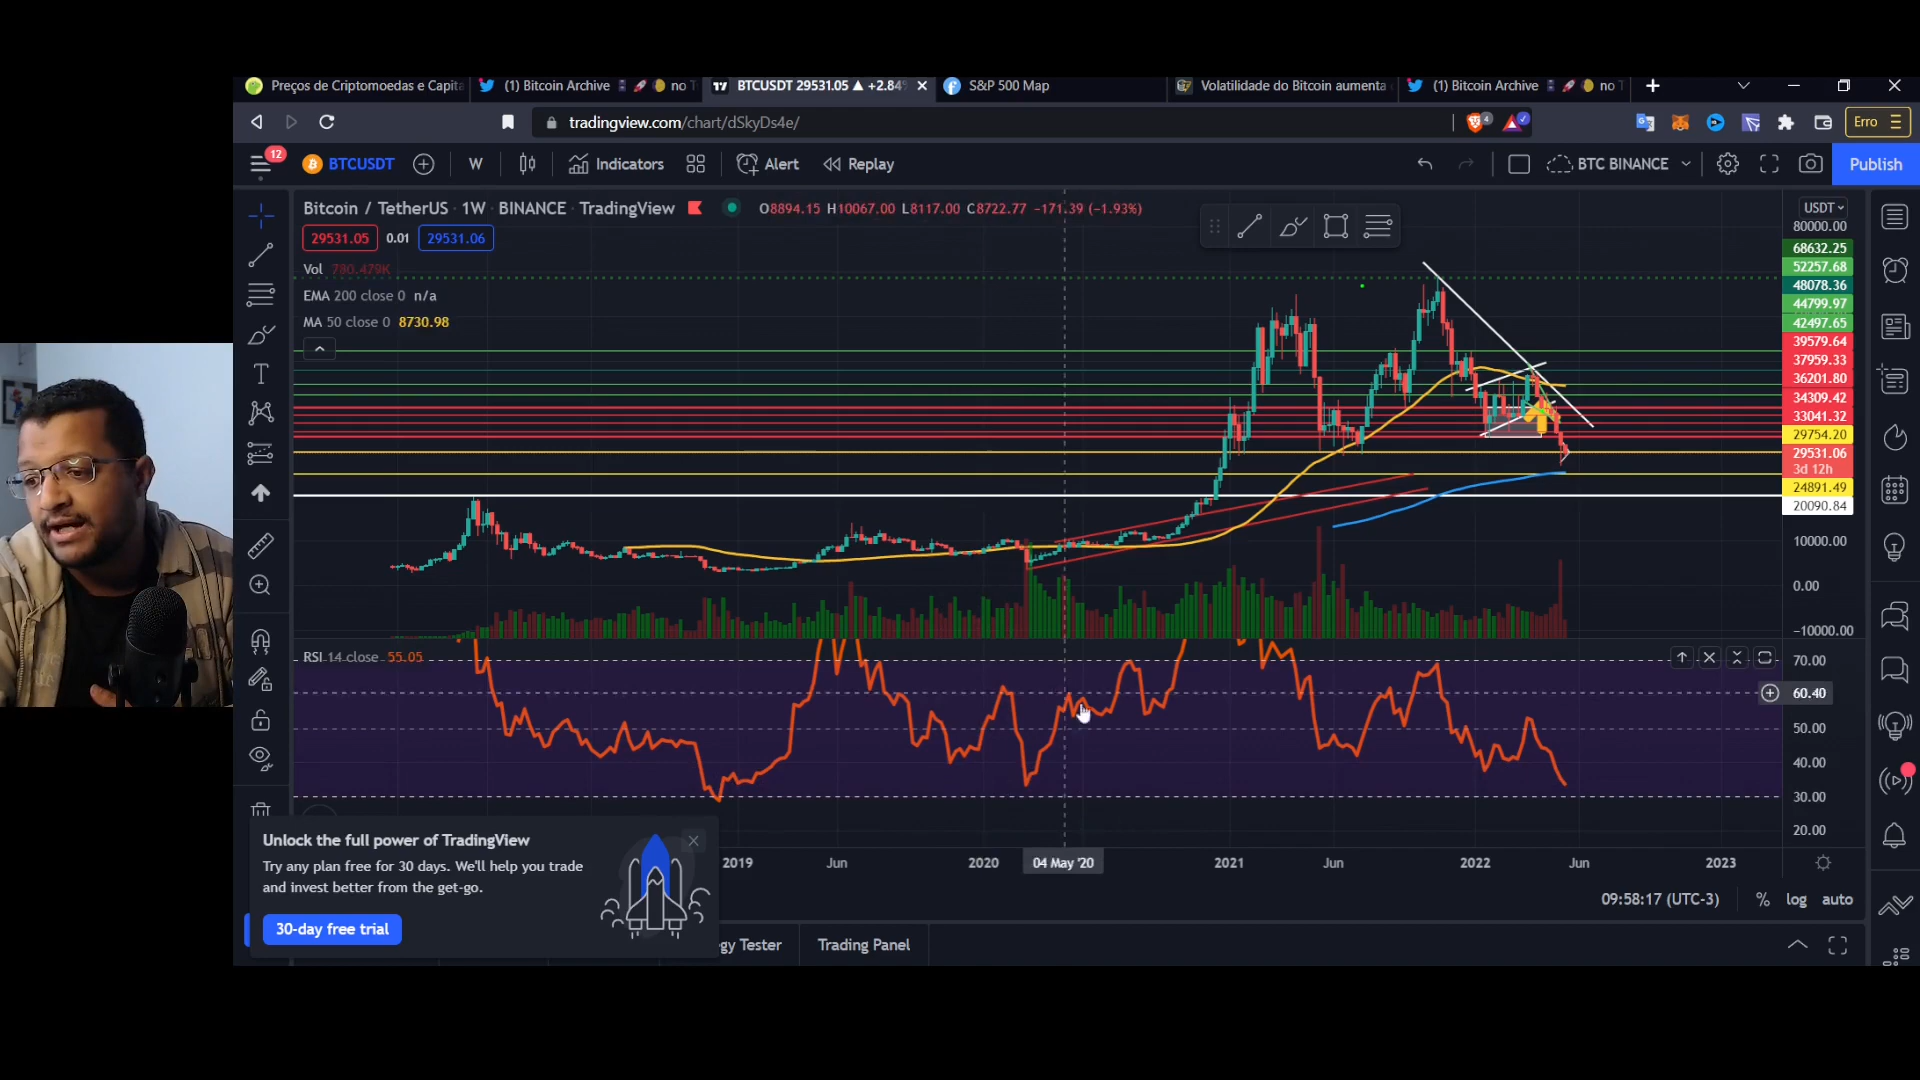 Preços de Criptomoedas e Capita
(1) Bitcoin Archive no T
BTCUSDT 29531.05 ▲ +2.84%
S&P 500 Map
Volatilidade do Bitcoin aumenta
(1) Bitcoin Archive no T
tradingview.com/chart/dSkyDs4e/
4
Erro
12
BTCUSDT
W
Indicators
Alert
Replay
BTC BINANCE
Publish
Bitcoin / TetherUS · 1W · BINANCE · TradingView
O8894.15 H10067.00 L8117.00 C8722.77 −171.39 (−1.93%)
29531.05
0.01
29531.06
Vol 780.479K
EMA 200 close 0 n/a
MA 50 close 0 8730.98
USDT
80000.00
68632.25
52257.68
48078.36
44799.97
42497.65
39579.64
37959.33
36201.80
34309.42
33041.32
29754.20
29531.06
3d 12h
24891.49
20090.84
10000.00
0.00
−10000.00
RSI 14 close 55.05
70.00
60.40
50.00
40.00
30.00
20.00
2019
Jun
2020
04 May '20
2021
Jun
2022
Jun
2023
Unlock the full power of TradingView
Try any plan free for 30 days. We'll help you trade
and invest better from the get-go.
30-day free trial
09:58:17 (UTC-3)
%
log
auto
gy Tester
Trading Panel